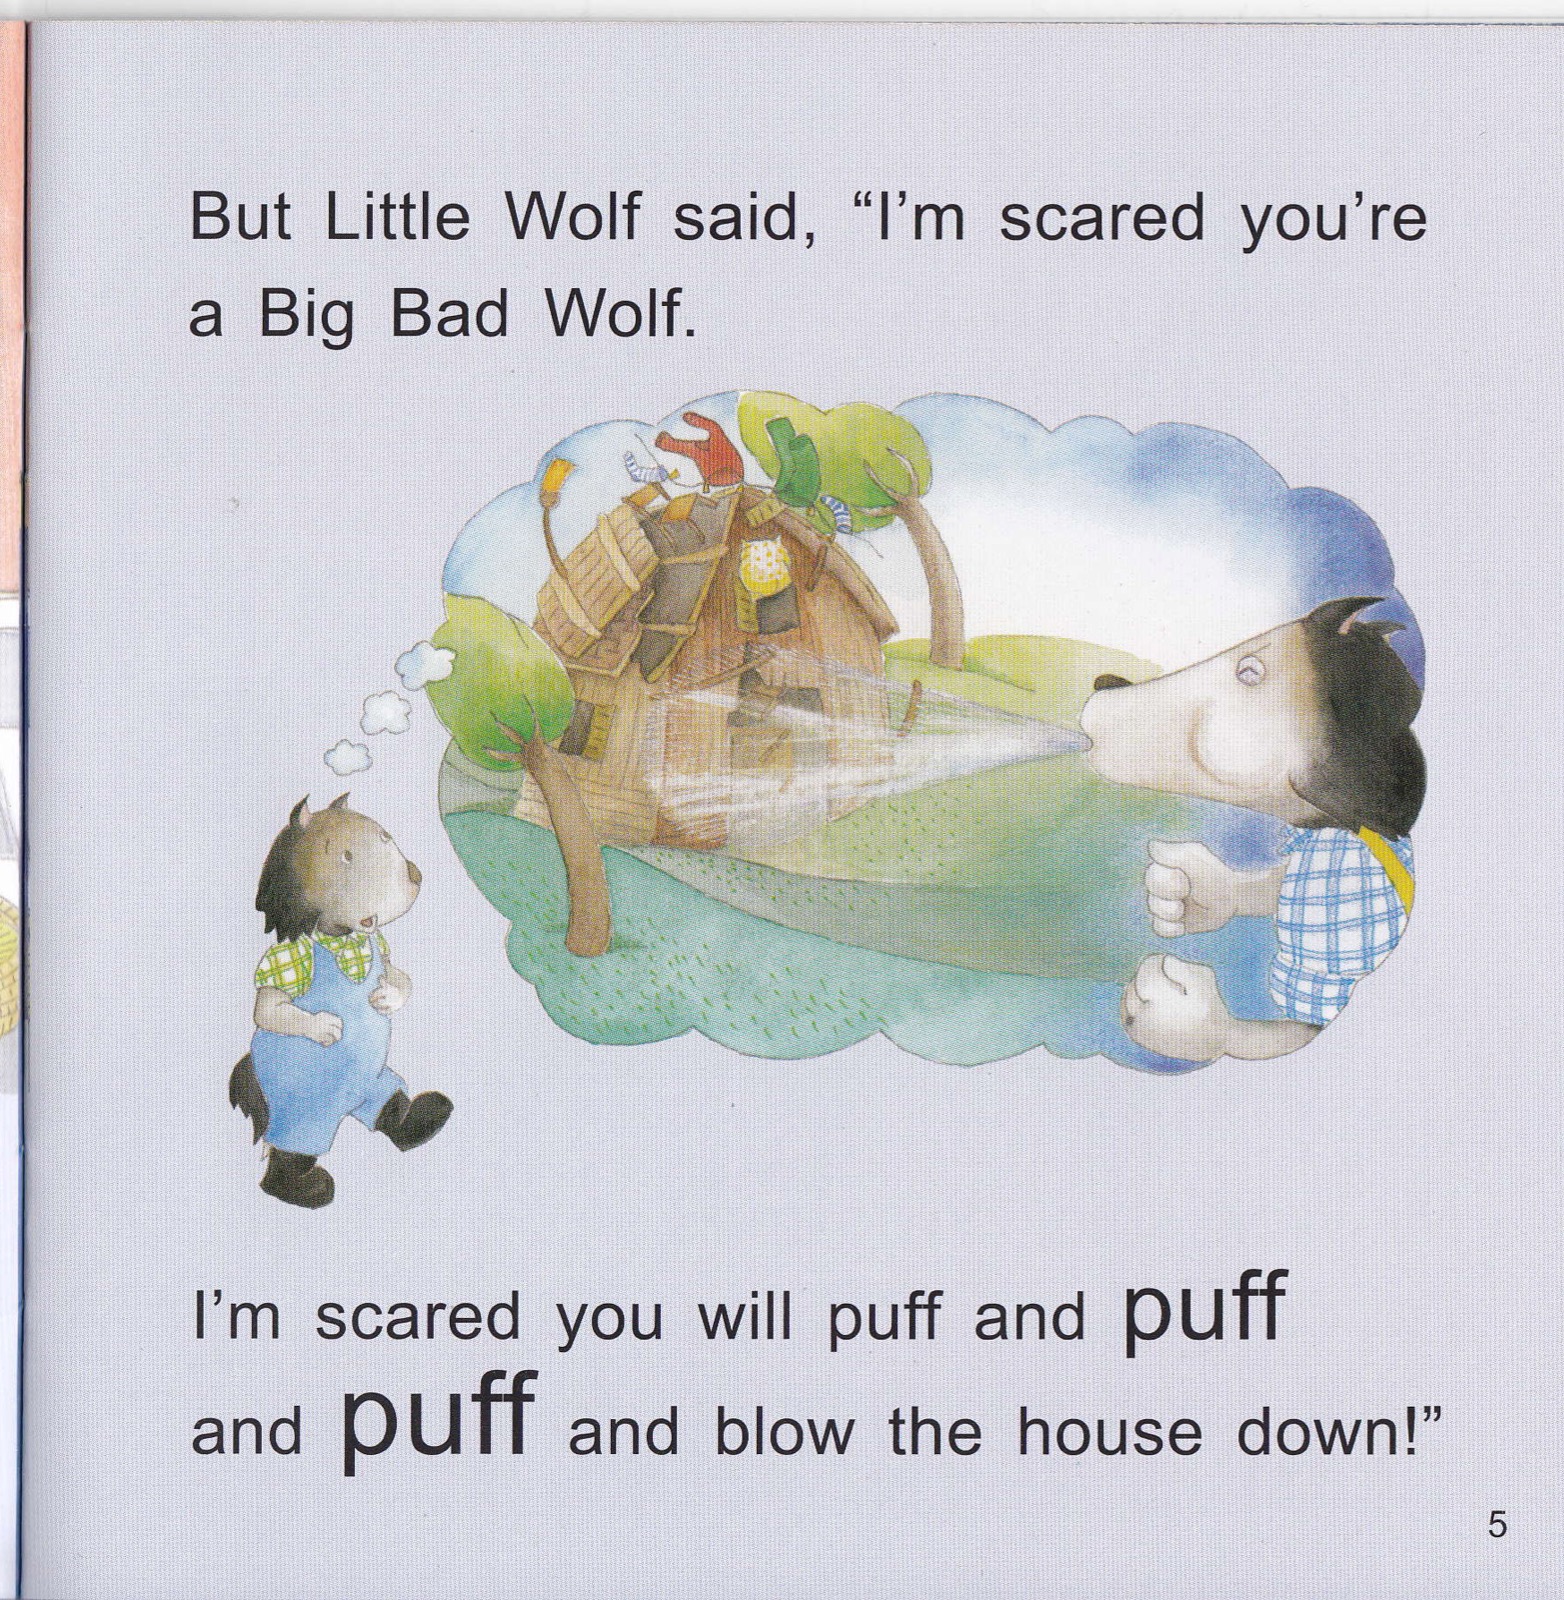 But Little Wolf said, “I’m scared you’re
a Big Bad Wolf.
I’m scared you will puff and puff
and puff and blow the house down!”
5